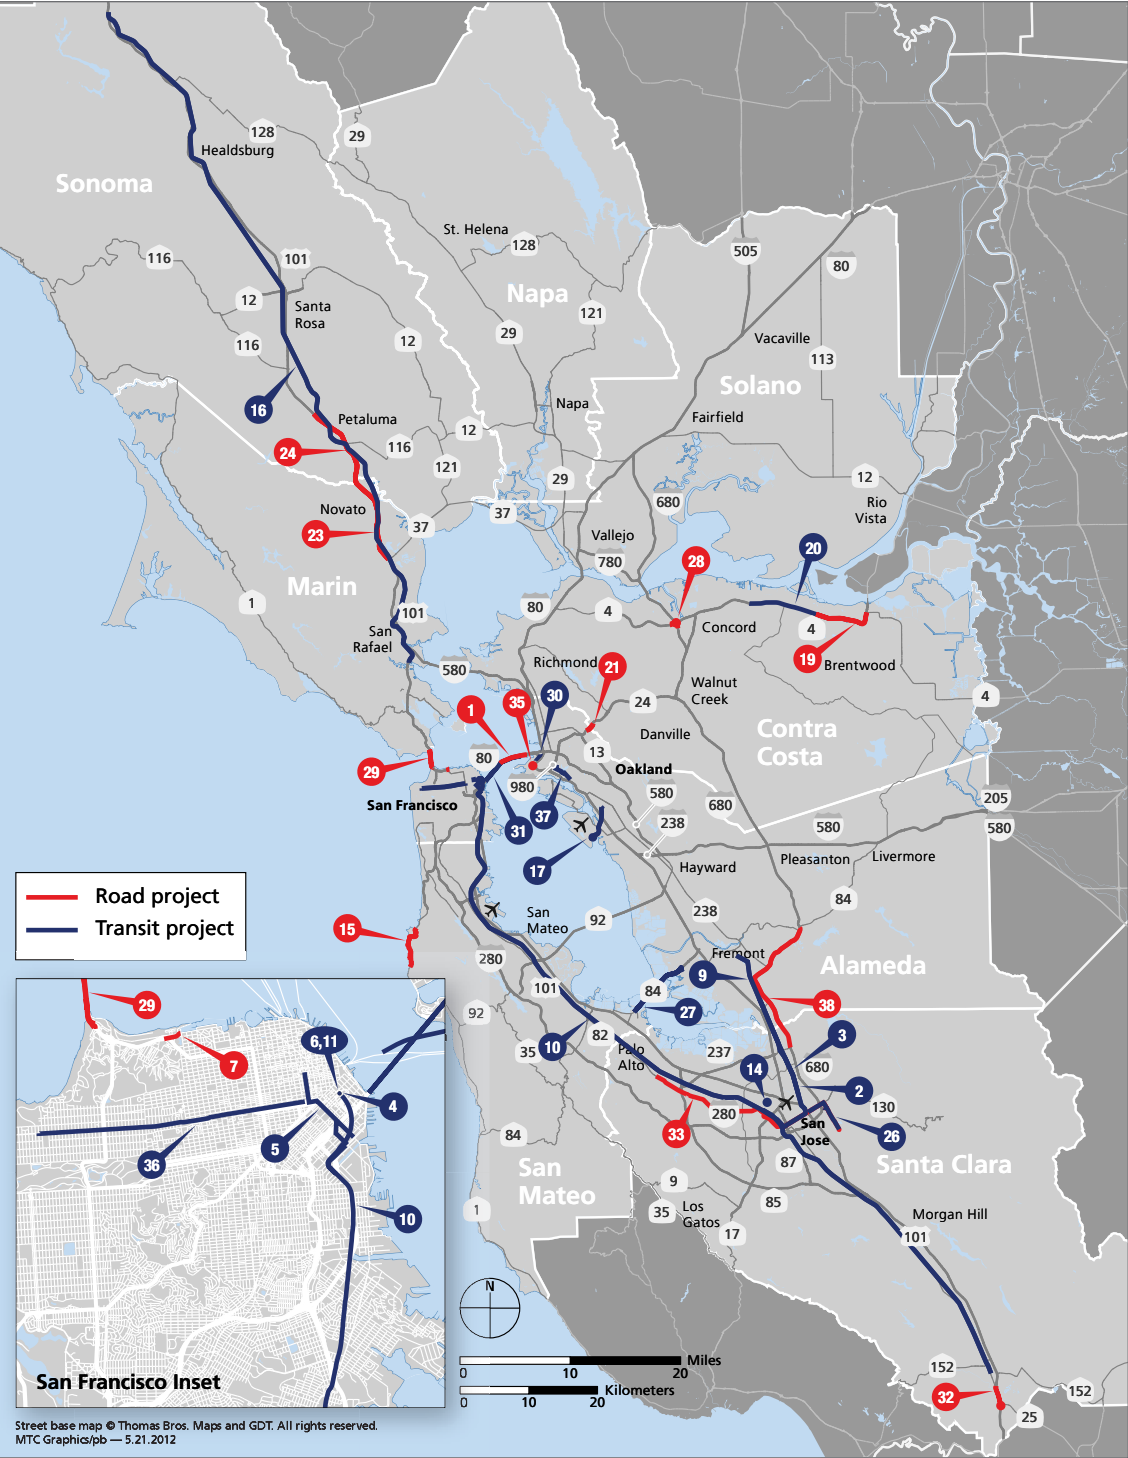 128
29
Healdsburg
Sonoma
St. Helena
128
505
116
101
80
12
Napa
Santa
Rosa
121
116
12
29
Vacaville
113
Solano
16
Napa
Petaluma
Fairfield
24
116
12
121
29
12
680
Rio
Vista
Novato
37
37
23
Vallejo
20
780
28
Marin
1
101
80
4
Concord
4
San
Rafael
580
Richmond
21
19
Brentwood
Walnut
Creek
4
1
35
30
24
Contra
Costa
Danville
29
80
13
Oakland
980
580
205
San Francisco
680
31
37
238
580
580
17
Hayward
Pleasanton
Livermore
Road project
Transit project
15
San
Mateo
92
238
84
280
Fremont
Alameda
9
101
84
38
29
92
27
82
3
6,11
35
10
Palo
Alto
237
7
14
680
4
2
280
130
5
33
San
Jose
26
84
36
87
Santa Clara
San
Mateo
9
85
10
1
35
Los
Gatos
17
Morgan Hill
101
N
Miles
0
10
20
Kilometers
0
10
20
San Francisco Inset
152
32
152
25
Street base map © Thomas Bros. Maps and GDT. All rights reserved.
MTC Graphics/pb — 5.21.2012